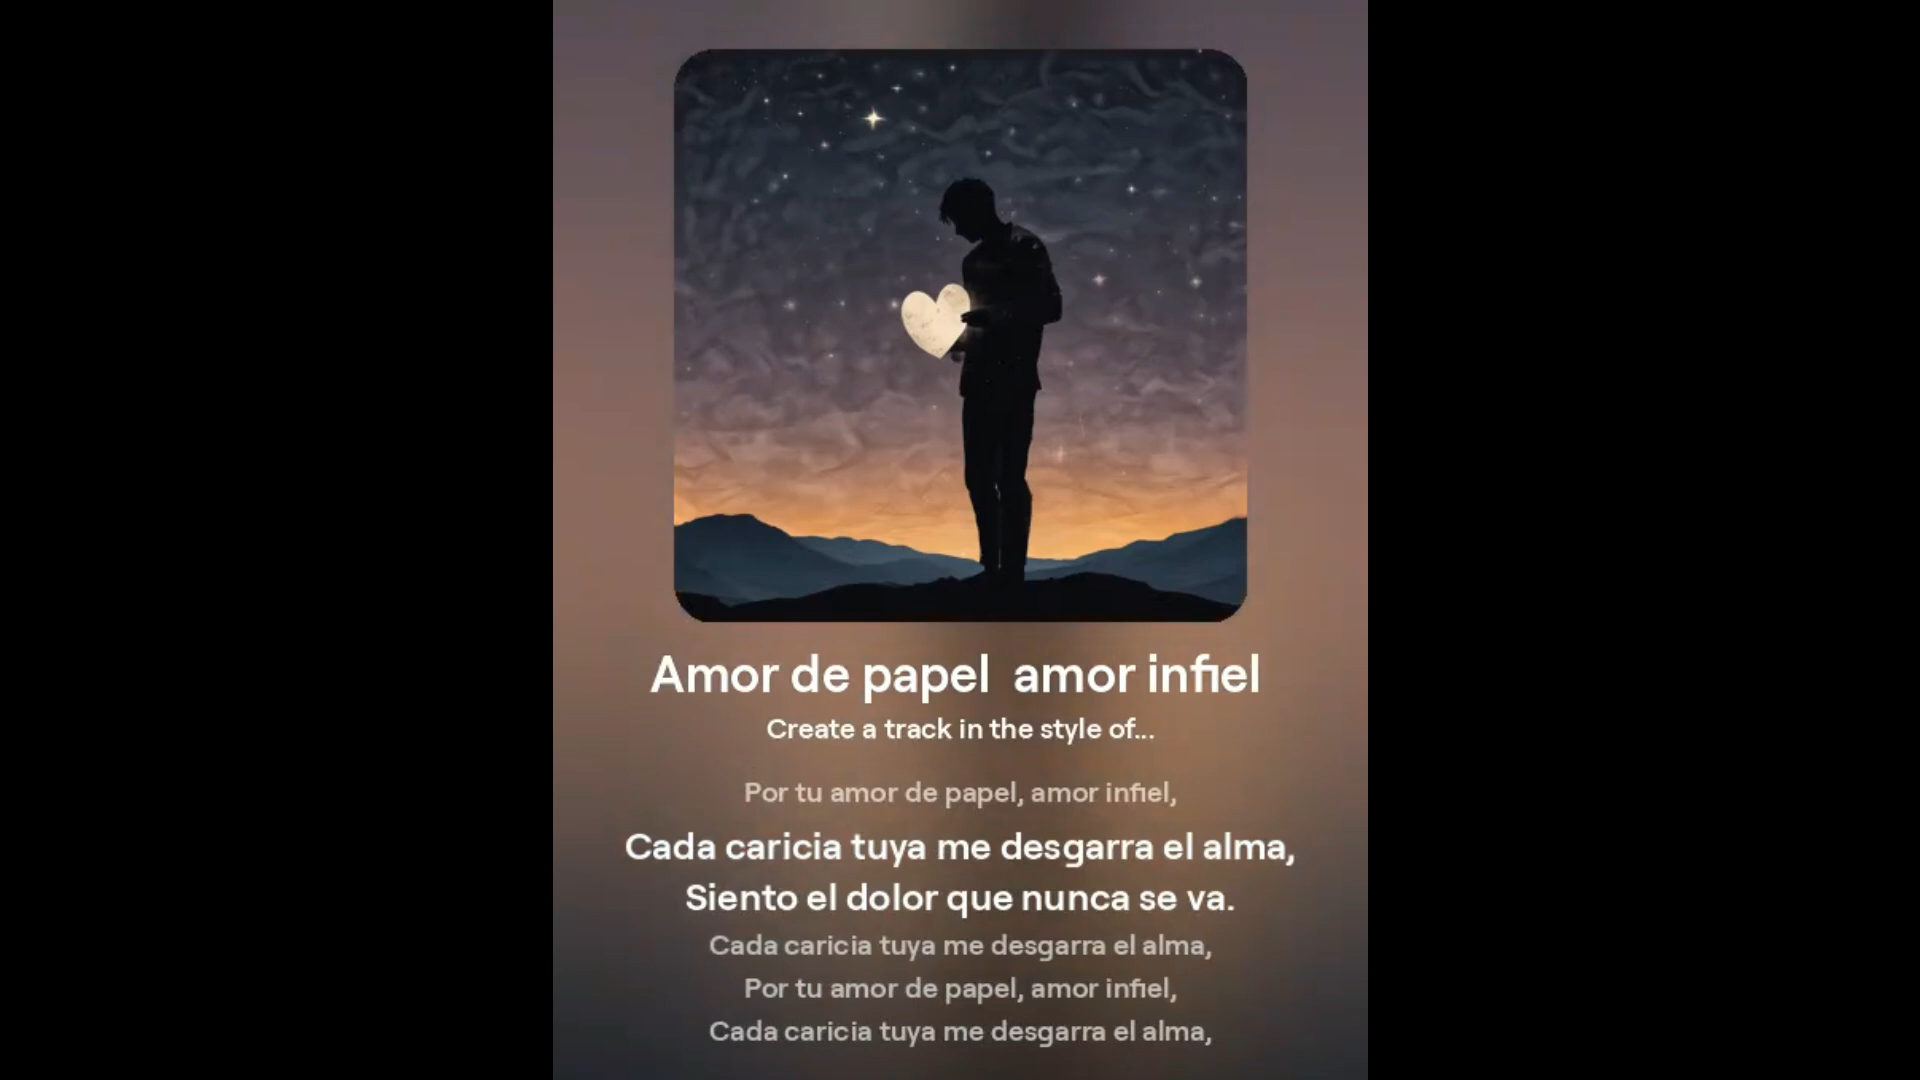 Amor de papel  amor infiel
Create a track in the style of...
Por tu amor de papel, amor infiel,
Cada caricia tuya me desgarra el alma,
Siento el dolor que nunca se va.
Cada caricia tuya me desgarra el alma,
Por tu amor de papel, amor infiel,
Cada caricia tuya me desgarra el alma,